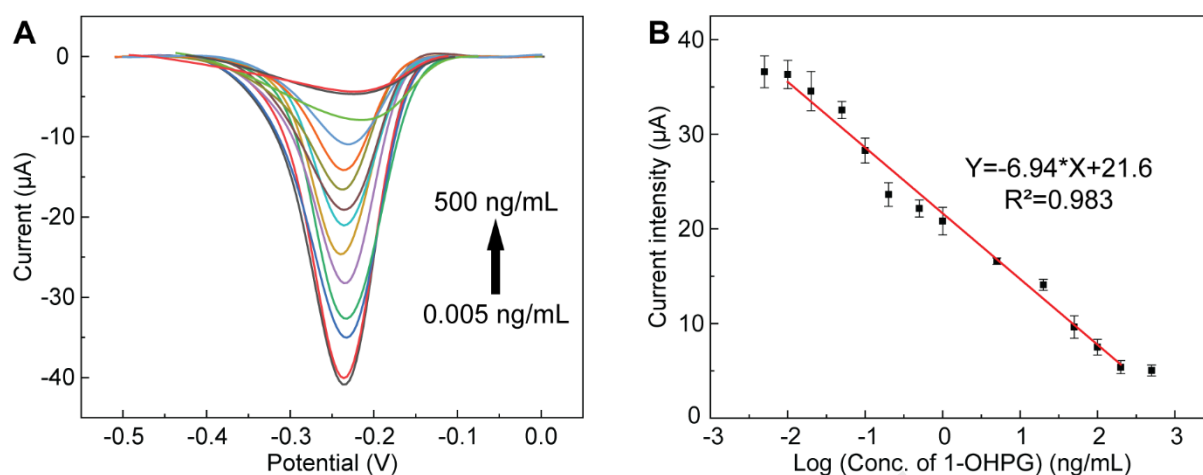 A
0
-10
-20
-30
-40
Current (µA)
500 ng/mL
0.005 ng/mL
-0.5
-0.4
-0.3
-0.2
-0.1
0.0
Potential (V)
B
40
30
20
10
0
Current intensity (µA)
Y=-6.94*X+21.6
R²=0.983
-3
-2
-1
0
1
2
3
Log (Conc. of 1-OHPG) (ng/mL)